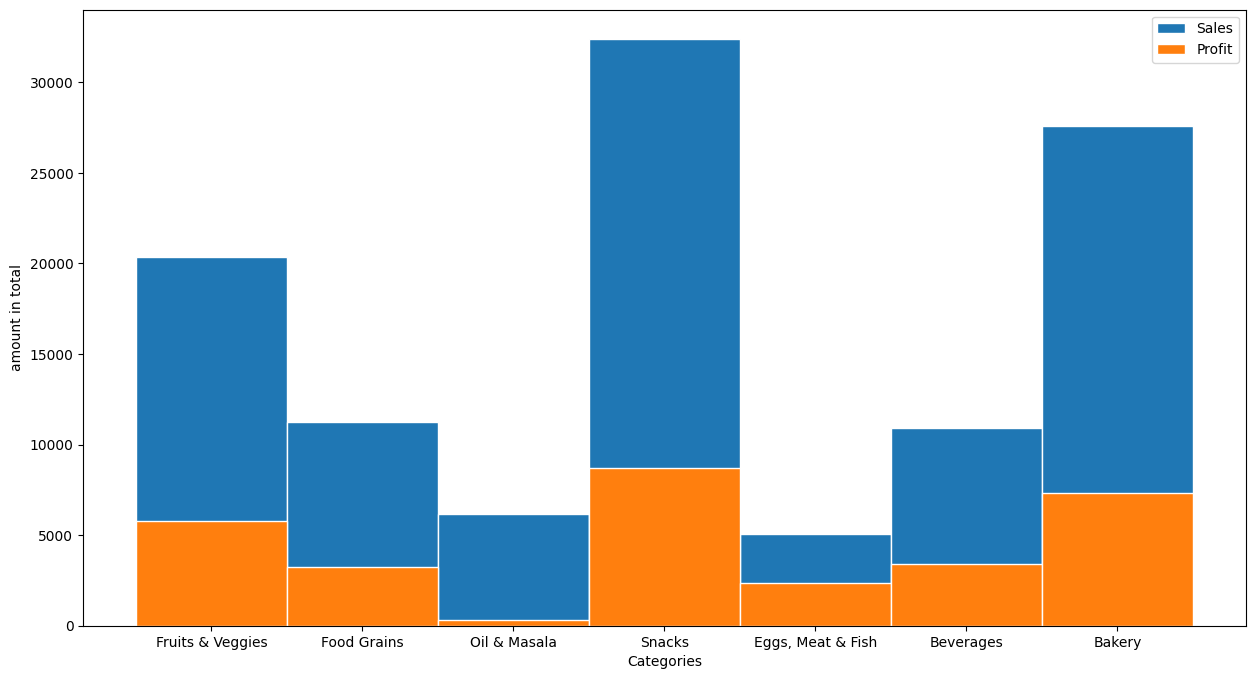 Sales
Profit
30000
25000
20000
15000
10000
5000
0
amount in total
Fruits & Veggies
Food Grains
Oil & Masala
Snacks
Eggs, Meat & Fish
Beverages
Bakery
Categories